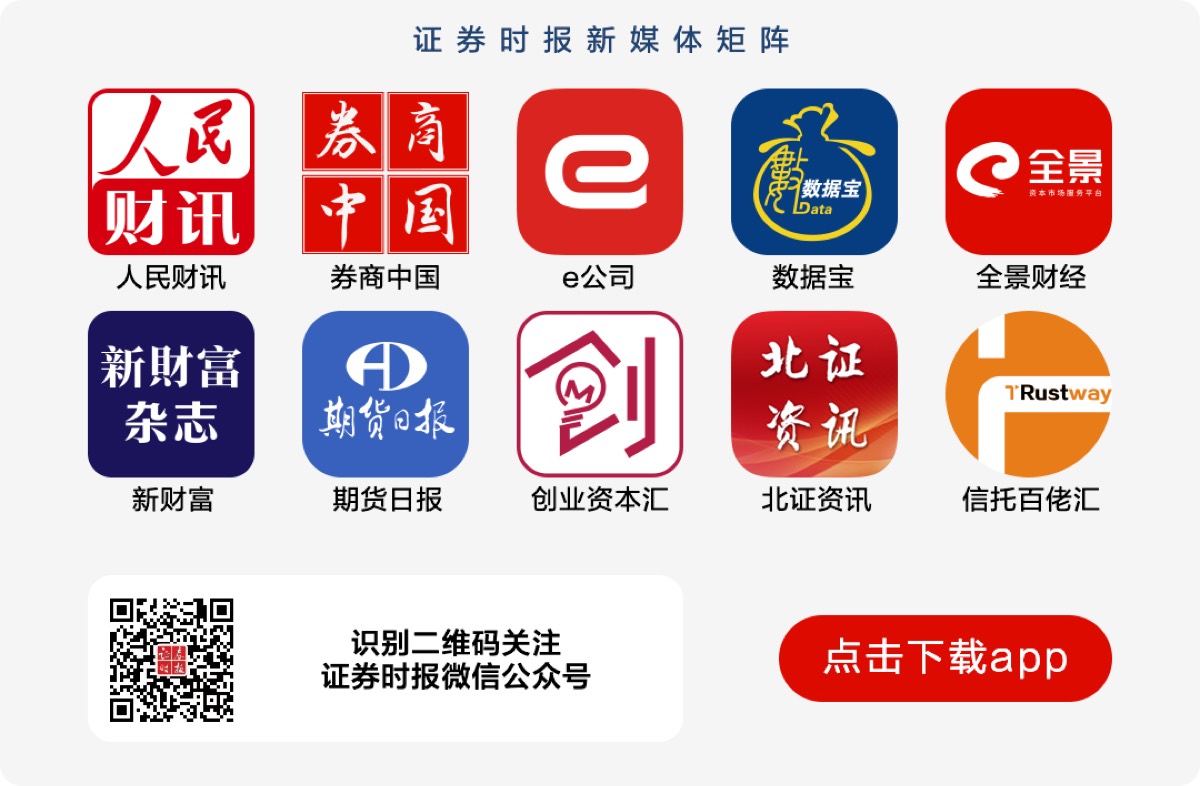 证券时报新媒体矩阵
人民
财讯
券商
中国
e
數
数据宝
Data
全景
资本市场服务平台
人民财讯
券商中国
e公司
数据宝
全景财经
新財富
杂志
期货日报
创
北证
资讯
TRustway
新财富
期货日报
创业资本汇
北证资讯
信托百佬汇
识别二维码关注
证券时报微信公众号
点击下载app